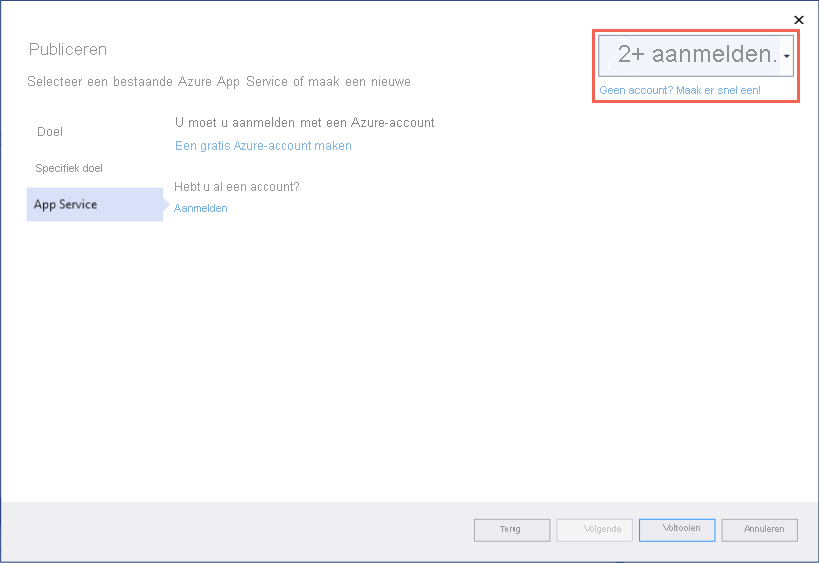 Publiceren
2+ aanmelden.
Selecteer een bestaande Azure App Service of maak een nieuwe
Geen account? Maak er snel een!
Doel
Specifiek doel
App Service
U moet u aanmelden met een Azure-account
Een gratis Azure-account maken
Hebt u al een account?
Aanmelden
Terug
Volgende
Voltooien
Annuleren